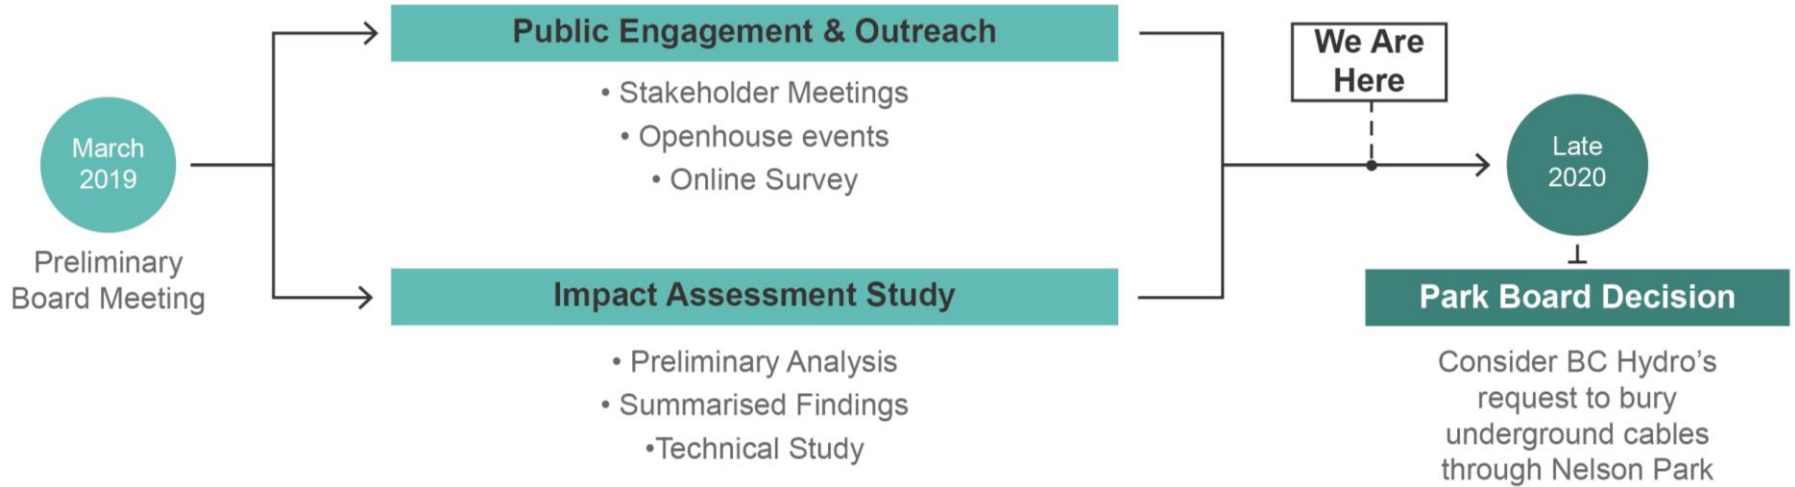 March
2019
Preliminary
Board Meeting
Public Engagement & Outreach
• Stakeholder Meetings
• Openhouse events
• Online Survey
Impact Assessment Study
• Preliminary Analysis
• Summarised Findings
•Technical Study
We Are
Here
Late
2020
Park Board Decision
Consider BC Hydro’s
request to bury
underground cables
through Nelson Park